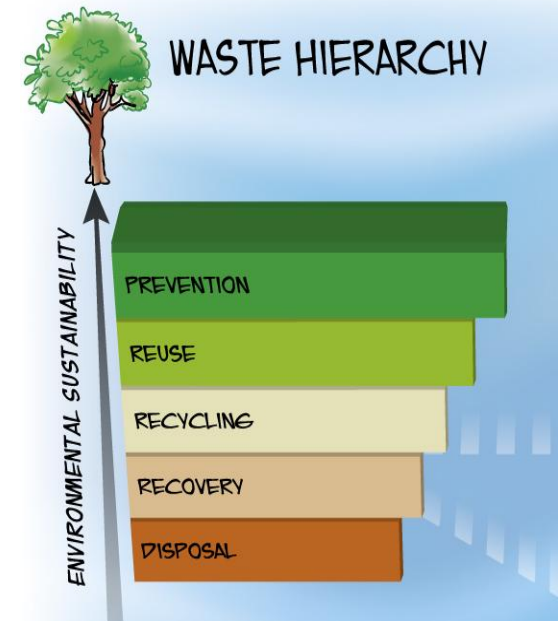 WASTE HIERARCHY
ENVIRONMENTAL SUSTAINABILITY
PREVENTION
REUSE
RECYCLING
RECOVERY
DISPOSAL